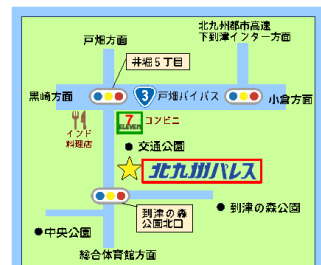 北九州都市高速
下到津インター方面
戸畑方面
井堀5丁目
黒崎方面
3
戸畑バイパス
小倉方面
インド
料理店
7
ELEVEN
コンビニ
●交通公園
北九州パレス
到津の森
公園北口
●到津の森公園
●中央公園
総合体育館方面